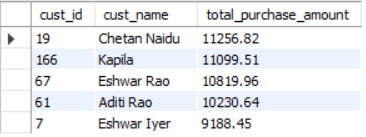 cust_id cust_name total_purchase_amount
19 Chetan Naidu 11256.82
166 Kapila 11099.51
67 Eshwar Rao 10819.96
61 Aditi Rao 10230.64
7 Eshwar Iyer 9188.45